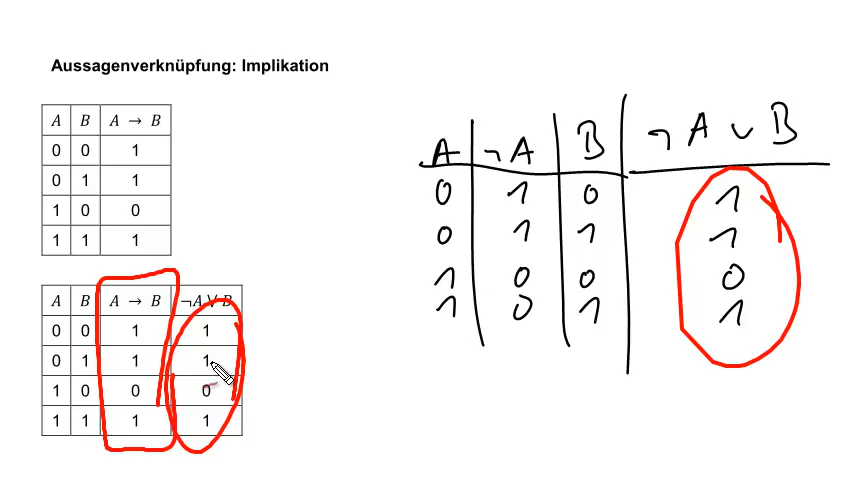 Aussagenverknüpfung: Implikation
A B A → B
0 0 1
0 1 1
1 0 0
1 1 1
A B A → B ¬A ∨ B
0 0 1 1
0 1 1 1
1 0 0 0
1 1 1 1
A ¬A B ¬A ∨ B
0 1 0 1
0 1 1 1
1 0 0 0
1 0 1 1